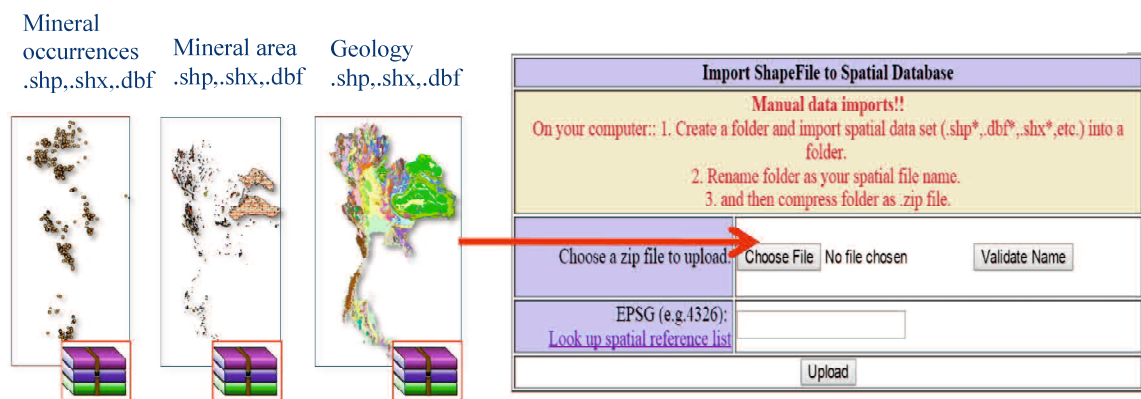 Mineral
occurrences
.shp,.shx,.dbf
Mineral area
.shp,.shx,.dbf
Geology
.shp,.shx,.dbf
Import ShapeFile to Spatial Database
Manual data imports!!
On your computer:: 1. Create a folder and import spatial data set (.shp*,.dbf*,.shx*,etc.) into a
folder.
2. Rename folder as your spatial file name.
3. and then compress folder as .zip file.
Choose a zip file to upload:
Choose File No file chosen
Validate Name
EPSG (e.g.4326):
Look up spatial reference list
Upload